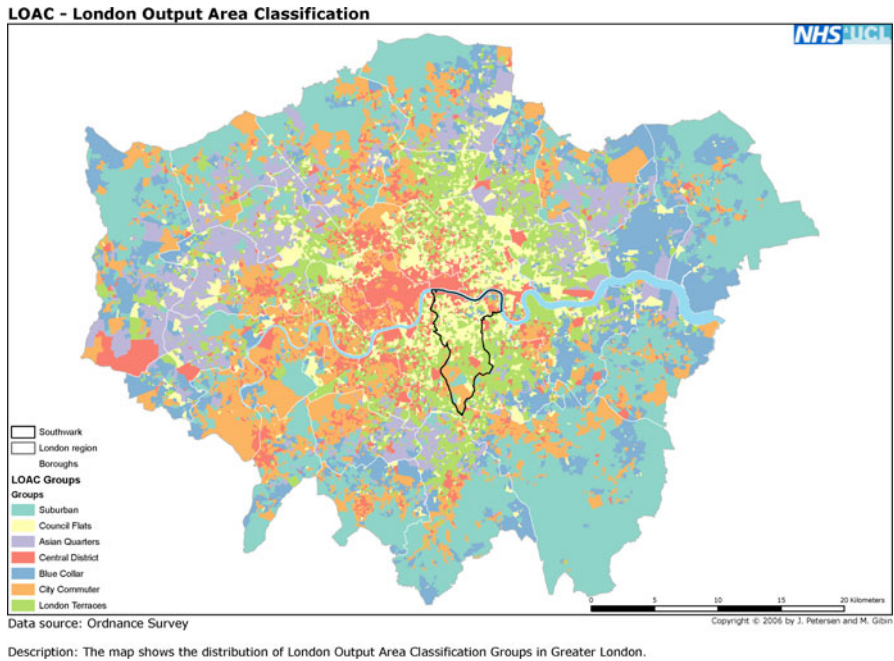 LOAC - London Output Area Classification
NHS UCL
Southwark
London region
Boroughs
LOAC Groups
Groups
Suburban
Council Flats
Asian Quarters
Central District
Blue Collar
City Commuter
London Terraces
0 5 10 15 20 Kilometers
Data source: Ordnance Survey
Copyright © 2006 by J. Petersen and M. Gibin
Description: The map shows the distribution of London Output Area Classification Groups in Greater London.